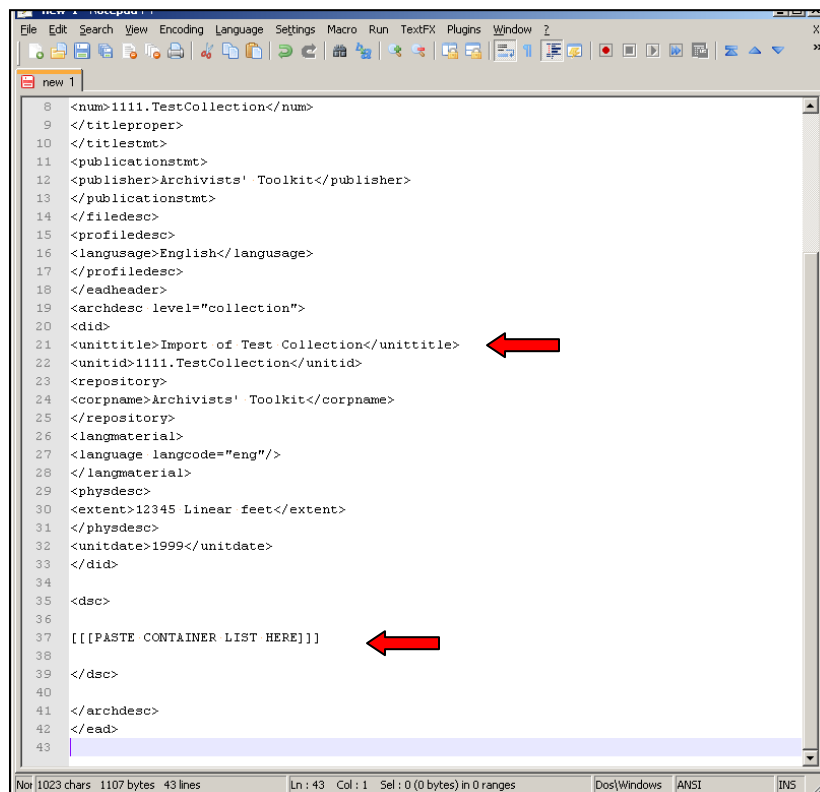 new 1 - Notepad++
File Edit Search View Encoding Language Settings Macro Run TextFX Plugins Window ? X
new 1
8 <num>1111.TestCollection</num>
9 </titleproper>
10 </titlestmt>
11 <publicationstmt>
12 <publisher>Archivists' Toolkit</publisher>
13 </publicationstmt>
14 </filedesc>
15 <profiledesc>
16 <langusage>English</langusage>
17 </profiledesc>
18 </eadheader>
19 <archdesc level="collection">
20 <did>
21 <unittitle>Import of Test Collection</unittitle>
22 <unitid>1111.TestCollection</unitid>
23 <repository>
24 <corpname>Archivists' Toolkit</corpname>
25 </repository>
26 <langmaterial>
27 <language langcode="eng"/>
28 </langmaterial>
29 <physdesc>
30 <extent>12345 Linear feet</extent>
31 </physdesc>
32 <unitdate>1999</unitdate>
33 </did>
34
35 <dsc>
36
37 [[[PASTE CONTAINER LIST HERE]]]
38
39 </dsc>
40
41 </archdesc>
42 </ead>
43
Nor 1023 chars 1107 bytes 43 lines Ln : 43 Col : 1 Sel : 0 (0 bytes) in 0 ranges Dos\Windows ANSI INS